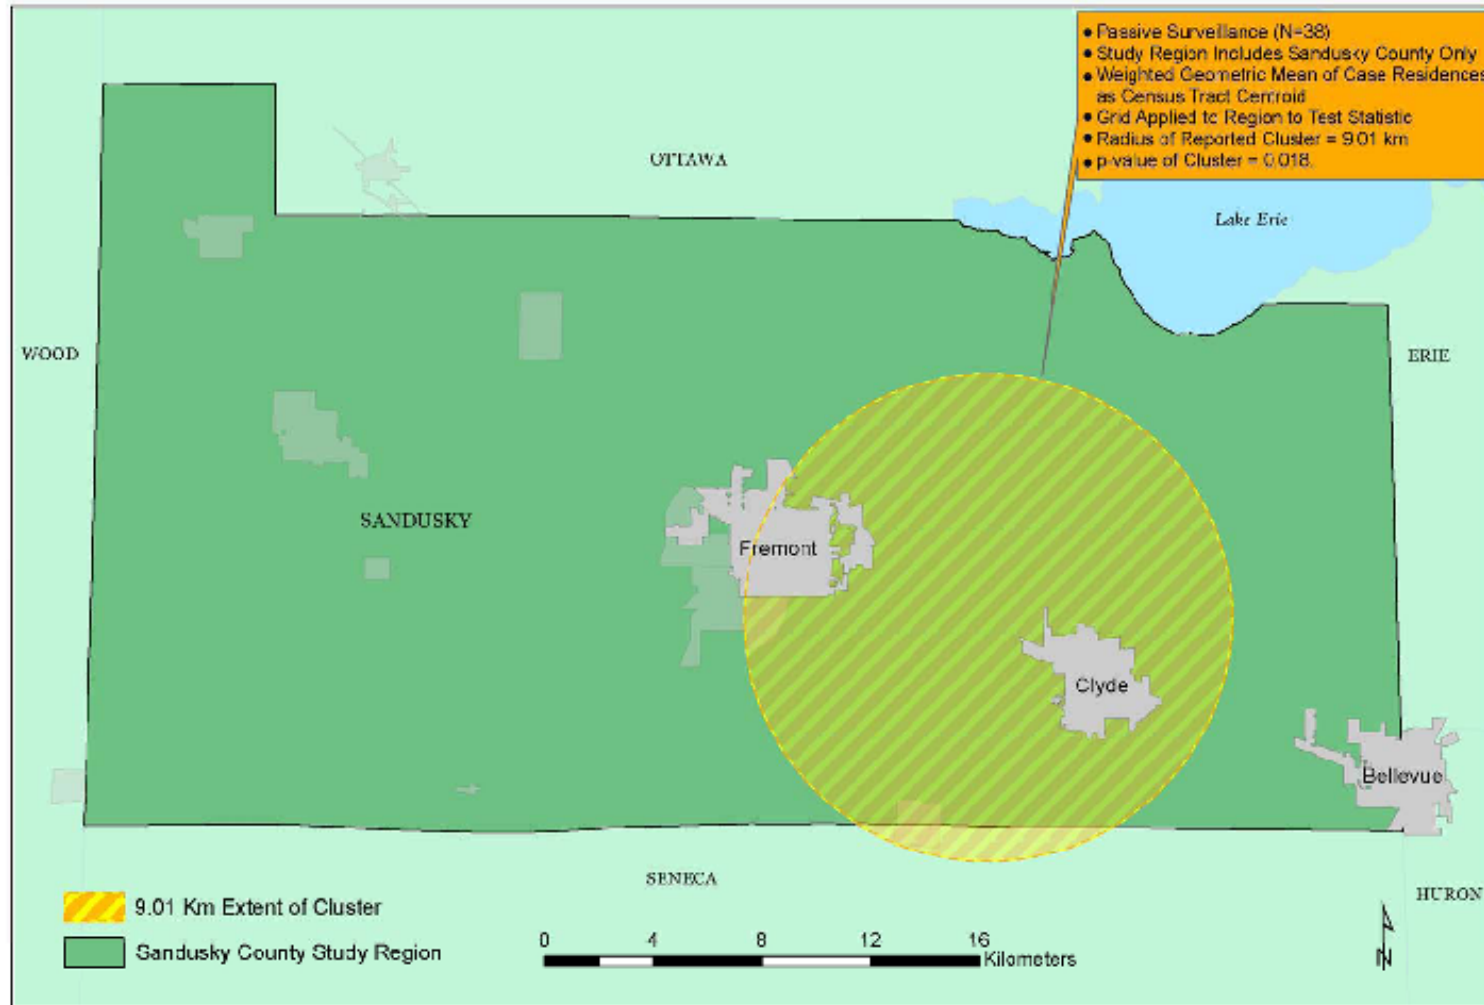 • Passive Surveillance (N=38)
• Study Region Includes Sandusky County Only
• Weighted Geometric Mean of Case Residences
as Census Tract Centroid
• Grid Applied to Region to Test Statistic
• Radius of Reported Cluster = 9.01 km
• p-value of Cluster = 0.018.
OTTAWA
Lake Erie
WOOD
ERIE
SANDUSKY
Fremont
Clyde
Bellevue
SENECA
HURON
9.01 Km Extent of Cluster
Sandusky County Study Region
0 4 8 12 16
Kilometers
N